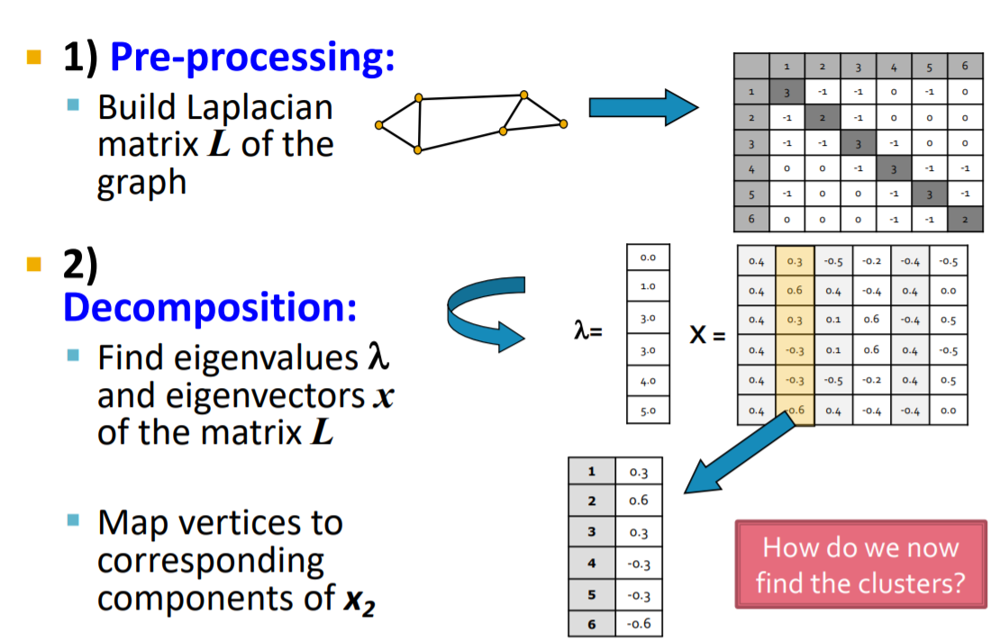 1) Pre-processing:
Build Laplacian
matrix L of the
graph
1 2 3 4 5 6
1 3 -1 -1 0 -1 0
2 -1 2 -1 0 0 0
3 -1 -1 3 -1 0 0
4 0 0 -1 3 -1 -1
5 -1 0 0 -1 3 -1
6 0 0 0 -1 -1 2
2)
Decomposition:
Find eigenvalues λ
and eigenvectors x
of the matrix L
λ=
0.0
1.0
3.0
3.0
4.0
5.0
X =
0.4 0.3 -0.5 -0.2 -0.4 -0.5
0.4 0.6 0.4 -0.4 0.4 0.0
0.4 0.3 0.1 0.6 -0.4 0.5
0.4 -0.3 0.1 0.6 0.4 -0.5
0.4 -0.3 -0.5 -0.2 0.4 0.5
0.4 -0.6 0.4 -0.4 -0.4 0.0
Map vertices to
corresponding
components of x₂
1 0.3
2 0.6
3 0.3
4 -0.3
5 -0.3
6 -0.6
How do we now
find the clusters?